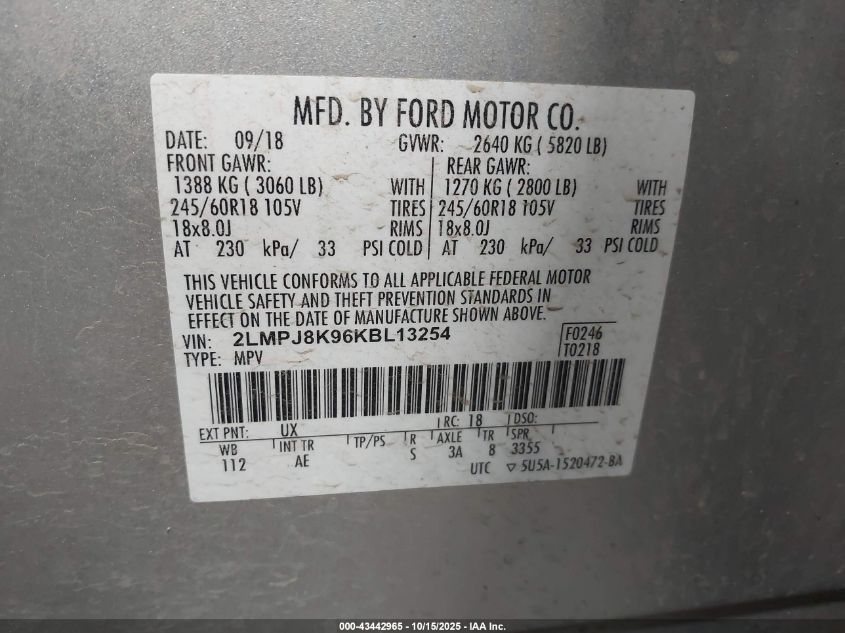 MFD. BY FORD MOTOR CO.
DATE: 09/18 GVWR: 2640 KG ( 5820 LB)
FRONT GAWR: REAR GAWR:
1388 KG ( 3060 LB) WITH 1270 KG ( 2800 LB) WITH
245/60R18 105V TIRES 245/60R18 105V TIRES
18x8.0J RIMS 18x8.0J RIMS
AT 230 kPa/ 33 PSI COLD AT 230 kPa/ 33 PSI COLD
THIS VEHICLE CONFORMS TO ALL APPLICABLE FEDERAL MOTOR
VEHICLE SAFETY AND THEFT PREVENTION STANDARDS IN
EFFECT ON THE DATE OF MANUFACTURE SHOWN ABOVE.
VIN: 2LMPJ8K96KBL13254 F0246
TYPE: MPV T0218
EXT PNT: UX RC: 18 DSO:
WB INT TR TP/PS R AXLE TR SPR
112 AE S 3A 8 3355
UTC ▽ 5U5A-1520472-BA
000-43442965 - 10/15/2025 - IAA Inc.